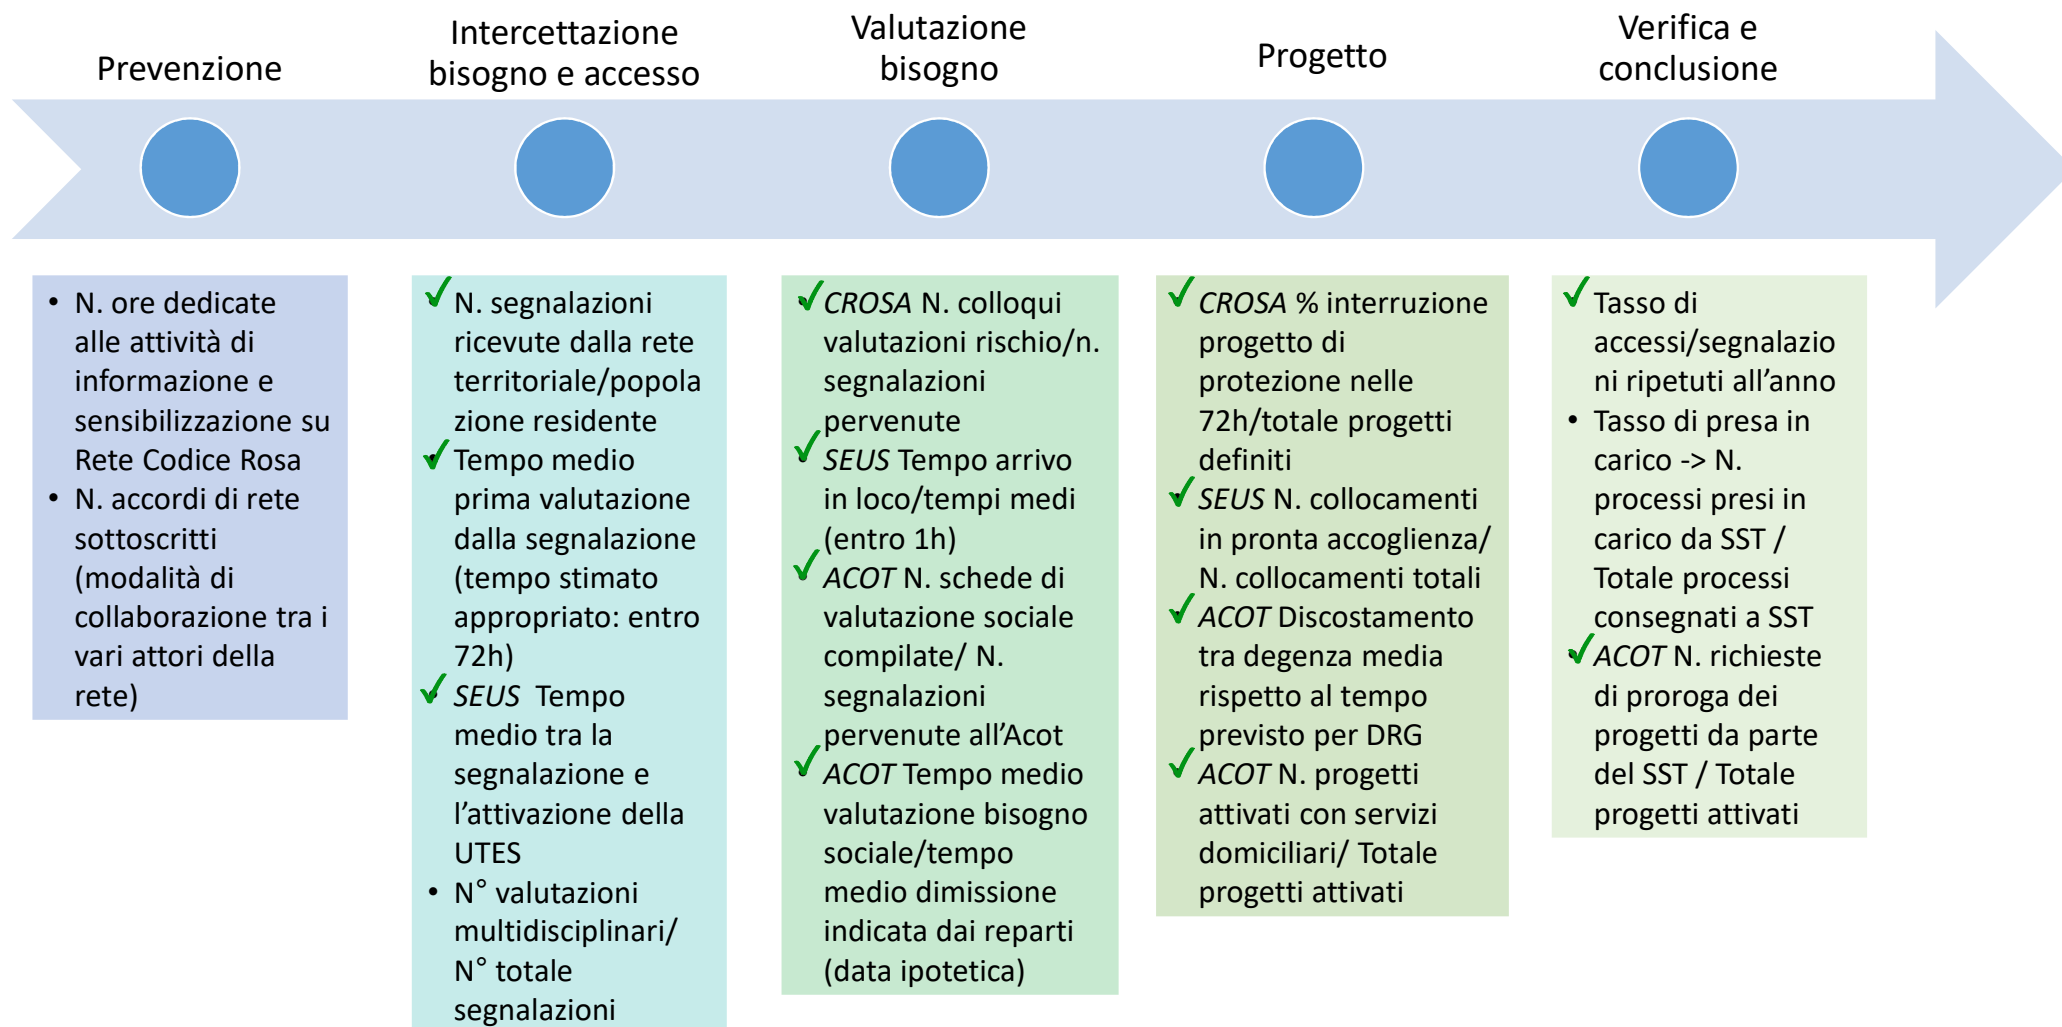 Prevenzione
Intercettazione
bisogno e accesso
Valutazione
bisogno
Progetto
Verifica e
conclusione
• N. ore dedicate
alle attività di
informazione e
sensibilizzazione su
Rete Codice Rosa
• N. accordi di rete
sottoscritti
(modalità di
collaborazione tra i
vari attori della
rete)
✓ N. segnalazioni
ricevute dalla rete
territoriale/popola
zione residente
✓ Tempo medio
prima valutazione
dalla segnalazione
(tempo stimato
appropriato: entro
72h)
✓ SEUS Tempo
medio tra la
segnalazione e
l’attivazione della
UTES
• N° valutazioni
multidisciplinari/
N° totale
segnalazioni
✓ CROSA N. colloqui
valutazioni rischio/n.
segnalazioni
pervenute
✓ SEUS Tempo arrivo
in loco/tempi medi
(entro 1h)
✓ ACOT N. schede di
valutazione sociale
compilate/ N.
segnalazioni
pervenute all’Acot
✓ ACOT Tempo medio
valutazione bisogno
sociale/tempo
medio dimissione
indicata dai reparti
(data ipotetica)
✓ CROSA % interruzione
progetto di
protezione nelle
72h/totale progetti
definiti
✓ SEUS N. collocamenti
in pronta accoglienza/
N. collocamenti totali
✓ ACOT Discostamento
tra degenza media
rispetto al tempo
previsto per DRG
✓ ACOT N. progetti
attivati con servizi
domiciliari/ Totale
progetti attivati
✓ Tasso di
accessi/segnalazio
ni ripetuti all’anno
• Tasso di presa in
carico -> N.
processi presi in
carico da SST /
Totale processi
consegnati a SST
✓ ACOT N. richieste
di proroga dei
progetti da parte
del SST / Totale
progetti attivati